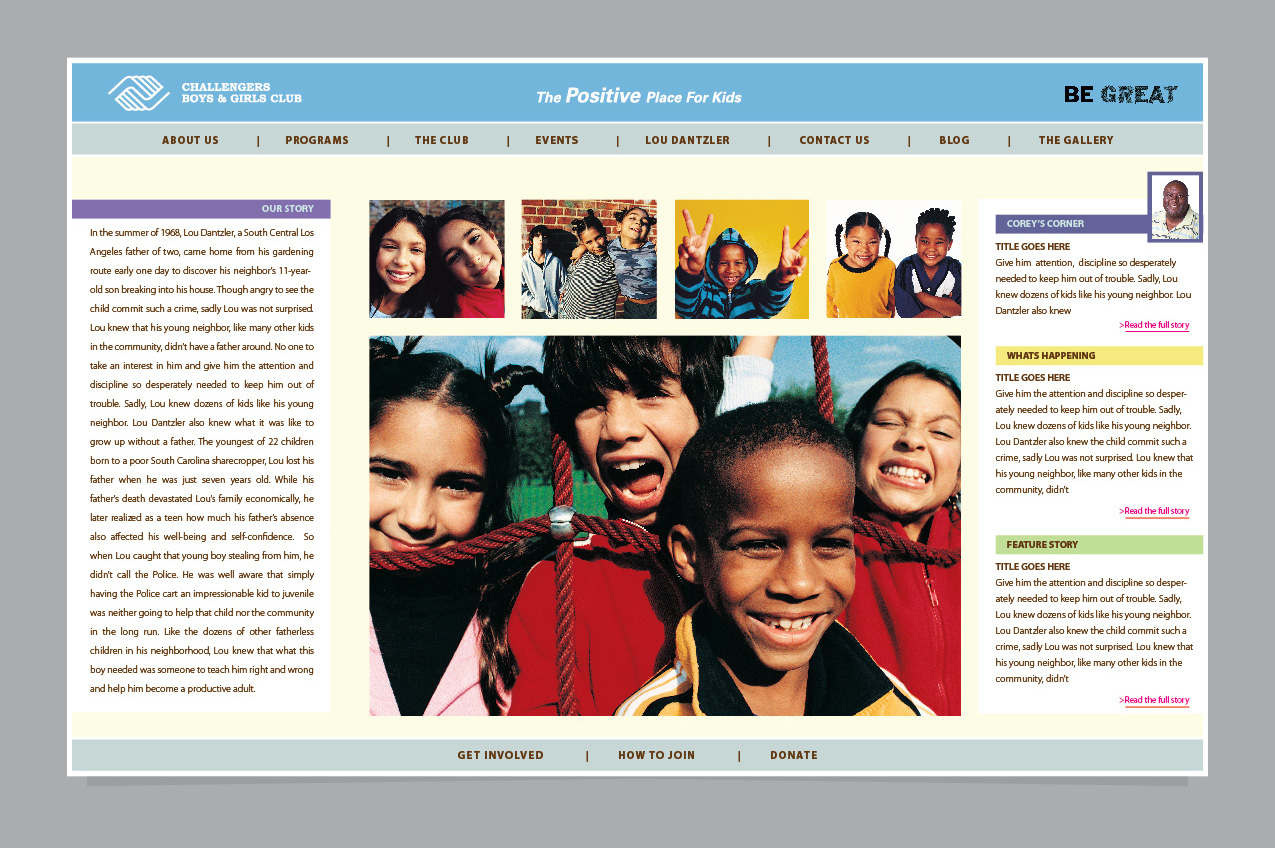 CHALLENGERS
BOYS & GIRLS CLUB
The Positive Place For Kids
BE GREAT
ABOUT US | PROGRAMS | THE CLUB | EVENTS | LOU DANTZLER | CONTACT US | BLOG | THE GALLERY
OUR STORY
In the summer of 1968, Lou Dantzler, a South Central Los
Angeles father of two, came home from his gardening
route early one day to discover his neighbor's 11-year-
old son breaking into his house. Though angry to see the
child commit such a crime, sadly Lou was not surprised.
Lou knew that his young neighbor, like many other kids
in the community, didn't have a father around. No one to
take an interest in him and give him the attention and
discipline so desperately needed to keep him out of
trouble. Sadly, Lou knew dozens of kids like his young
neighbor. Lou Dantzler also knew what it was like to
grow up without a father. The youngest of 22 children
born to a poor South Carolina sharecropper, Lou lost his
father when he was just seven years old. While his
father's death devastated Lou's family economically, he
later realized as a teen how much his father's absence
also affected his well-being and self-confidence. So
when Lou caught that young boy stealing from him, he
didn't call the Police. He was well aware that simply
having the Police cart an impressionable kid to juvenile
was neither going to help that child nor the community
in the long run. Like the dozens of other fatherless
children in his neighborhood, Lou knew that what this
boy needed was someone to teach him right and wrong
and help him become a productive adult.
COREY'S CORNER
TITLE GOES HERE
Give him attention, discipline so desperately
needed to keep him out of trouble. Sadly, Lou
knew dozens of kids like his young neighbor. Lou
Dantzler also knew
>Read the full story
WHATS HAPPENING
TITLE GOES HERE
Give him the attention and discipline so desper-
ately needed to keep him out of trouble. Sadly,
Lou knew dozens of kids like his young neighbor.
Lou Dantzler also knew the child commit such a
crime, sadly Lou was not surprised. Lou knew that
his young neighbor, like many other kids in the
community, didn't
>Read the full story
FEATURE STORY
TITLE GOES HERE
Give him the attention and discipline so desper-
ately needed to keep him out of trouble. Sadly,
Lou knew dozens of kids like his young neighbor.
Lou Dantzler also knew the child commit such a
crime, sadly Lou was not surprised. Lou knew that
his young neighbor, like many other kids in the
community, didn't
>Read the full story
GET INVOLVED | HOW TO JOIN | DONATE